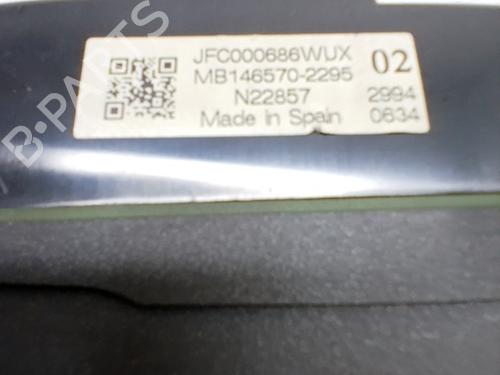 JFC000686WUX 02
MB146570-2295
N22857 2994
Made in Spain 0634
B-PARTS